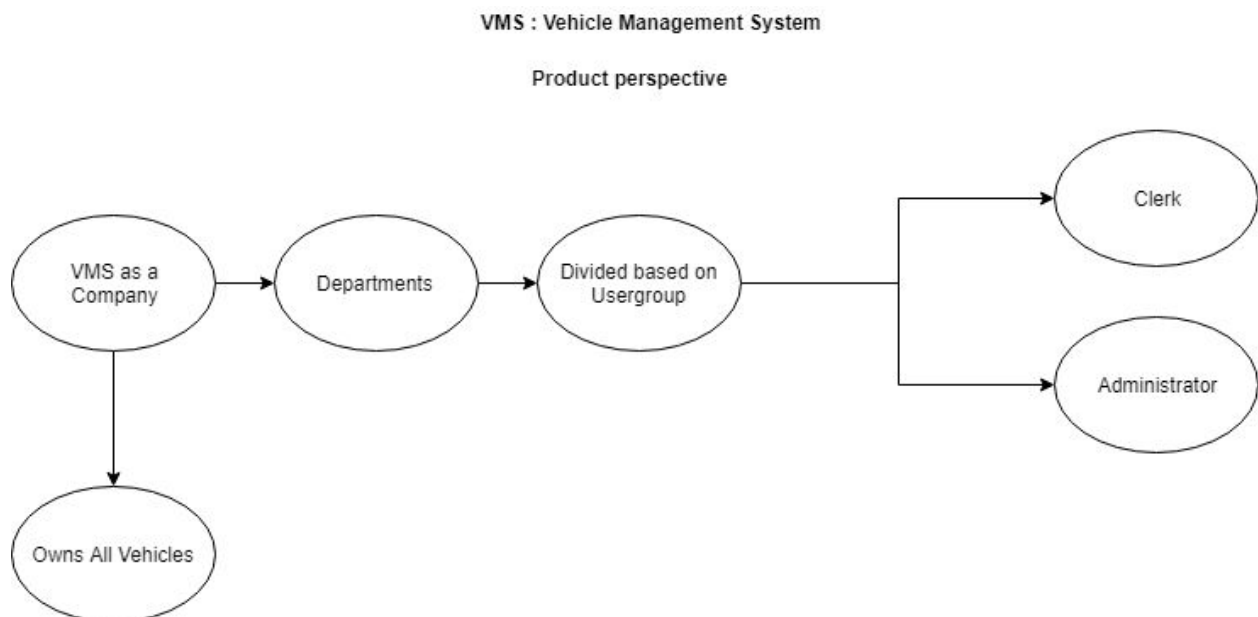 VMS : Vehicle Management System
Product perspective
Clerk
VMS as a
Company
Departments
Divided based on
Usergroup
Administrator
Owns All Vehicles